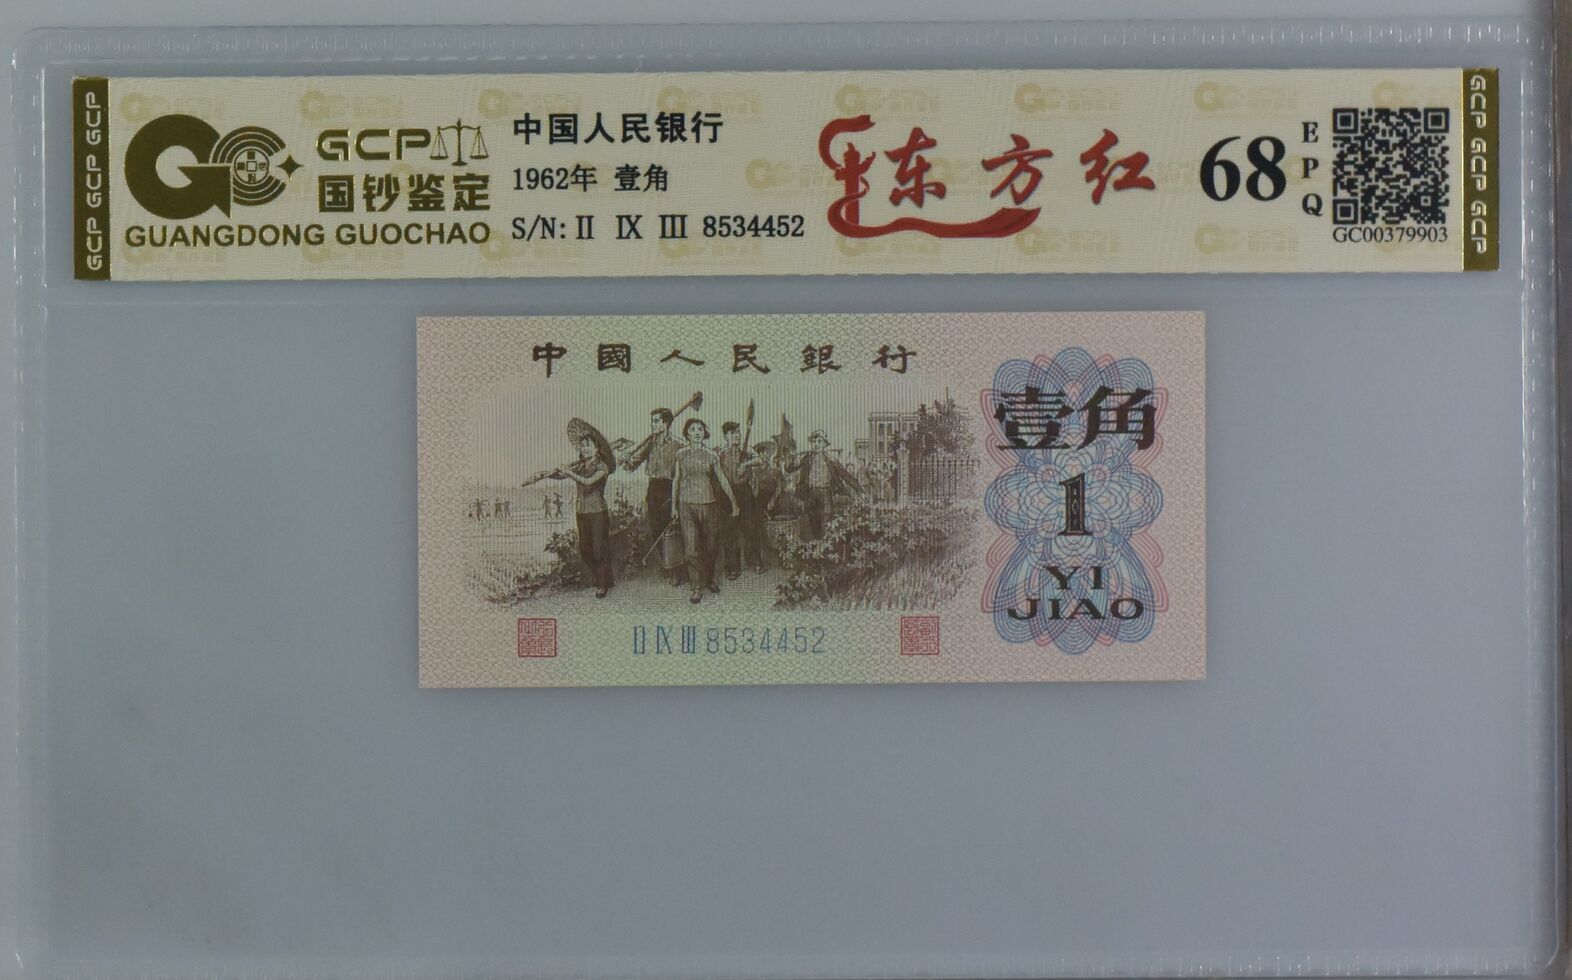 GCP GCP GCP
GCP
国钞鉴定
GUANGDONG GUOCHAO
中国人民银行
1962年 壹角
S/N: II IX III 8534452
东方红
68
EPQ
GC00379903
GCP GCP GCP
中國人民銀行
壹角
1
YI
JIAO
II IX III 8534452